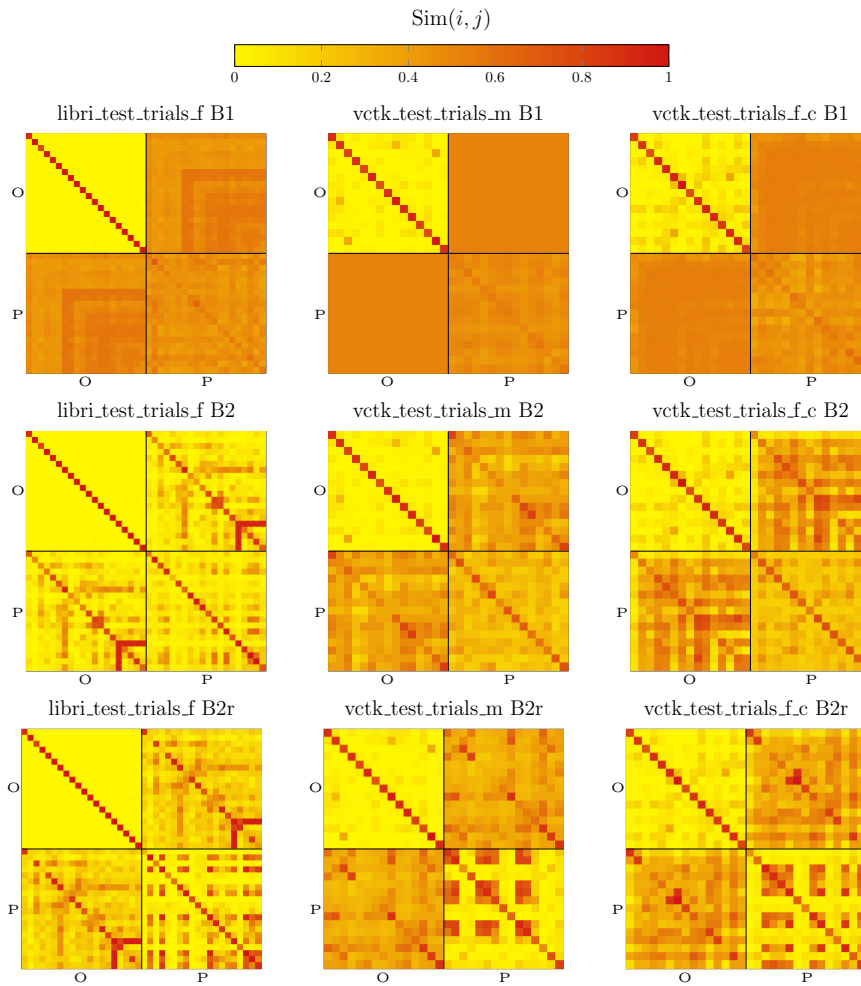 Sim(i, j)
0 0.2 0.4 0.6 0.8 1
libri_test_trials_f B1 vctk_test_trials_m B1 vctk_test_trials_f_c B1
O O O
P P P
O P O P O P
libri_test_trials_f B2 vctk_test_trials_m B2 vctk_test_trials_f_c B2
O O O
P P P
libri_test_trials_f B2r vctk_test_trials_m B2r vctk_test_trials_f_c B2r
O O O
P P P
O P O P O P